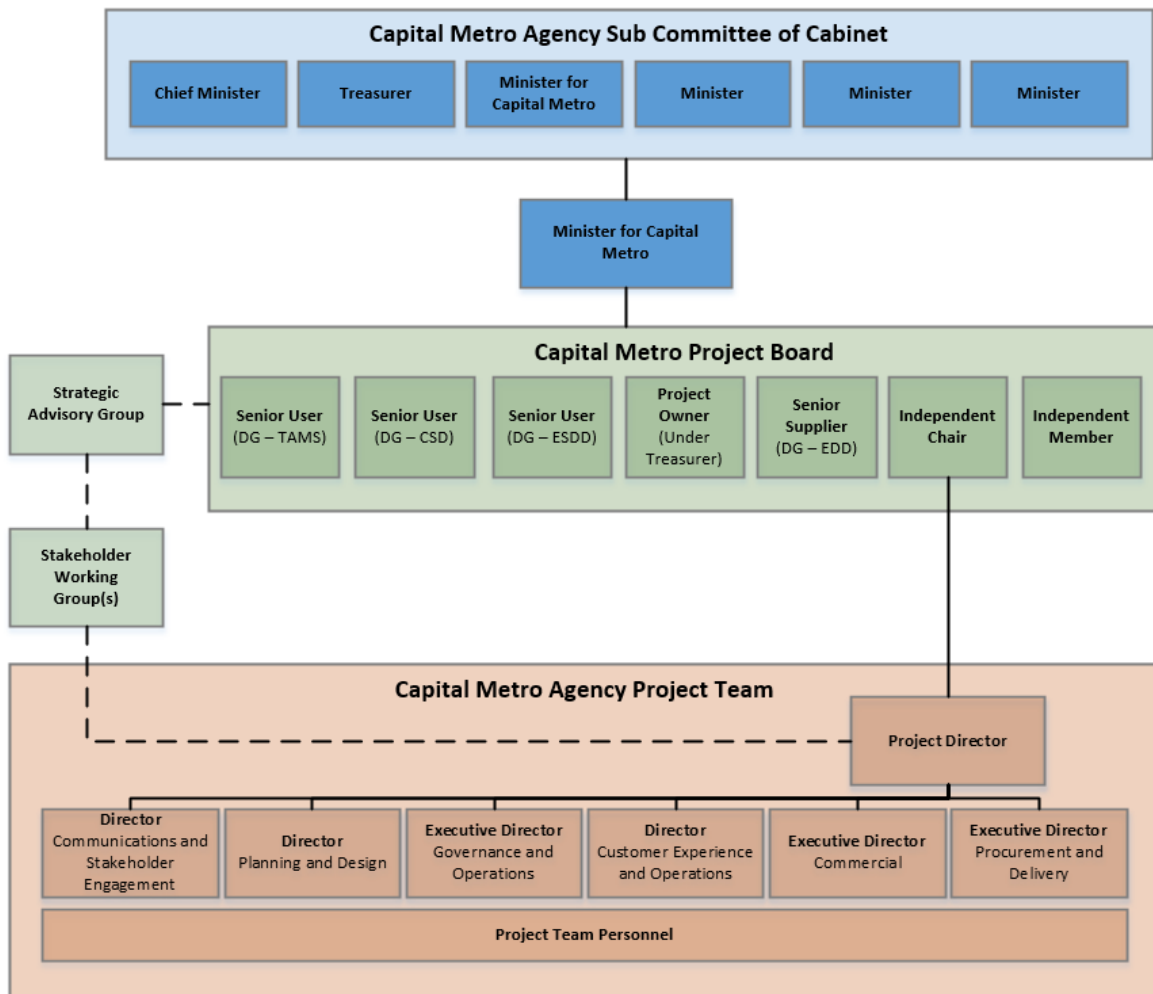 Capital Metro Agency Sub Committee of Cabinet
Chief Minister
Treasurer
Minister for
Capital Metro
Minister
Minister
Minister
Minister for Capital
Metro
Capital Metro Project Board
Strategic
Advisory Group
Senior User
(DG – TAMS)
Senior User
(DG – CSD)
Senior User
(DG – ESDD)
Project
Owner
(Under
Treasurer)
Senior
Supplier
(DG – EDD)
Independent
Chair
Independent
Member
Stakeholder
Working
Group(s)
Capital Metro Agency Project Team
Project Director
Director
Communications and
Stakeholder
Engagement
Director
Planning and Design
Executive Director
Governance and
Operations
Director
Customer Experience
and Operations
Executive Director
Commercial
Executive Director
Procurement and
Delivery
Project Team Personnel